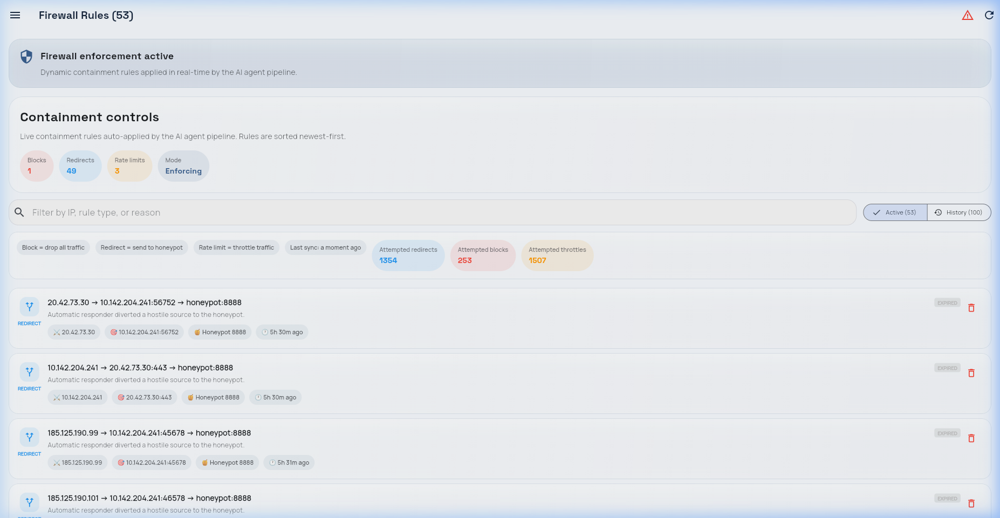 Firewall Rules (53)
Firewall enforcement active
Dynamic containment rules applied in real-time by the AI agent pipeline.
Containment controls
Live containment rules auto-applied by the AI agent pipeline. Rules are sorted newest-first.
Blocks
1
Redirects
49
Rate limits
3
Mode
Enforcing
Filter by IP, rule type, or reason
Active (53)
History (100)
Block = drop all traffic
Redirect = send to honeypot
Rate limit = throttle traffic
Last sync: a moment ago
Attempted redirects
1354
Attempted blocks
253
Attempted throttles
1507
20.42.73.30 → 10.142.204.241:56752 → honeypot:8888
EXPIRED
Automatic responder diverted a hostile source to the honeypot.
REDIRECT
⚔️ 20.42.73.30
🎯 10.142.204.241:56752
🍯 Honeypot 8888
🕐 5h 30m ago
10.142.204.241 → 20.42.73.30:443 → honeypot:8888
EXPIRED
Automatic responder diverted a hostile source to the honeypot.
REDIRECT
⚔️ 10.142.204.241
🎯 20.42.73.30:443
🍯 Honeypot 8888
🕐 5h 30m ago
185.125.190.99 → 10.142.204.241:45678 → honeypot:8888
EXPIRED
Automatic responder diverted a hostile source to the honeypot.
REDIRECT
⚔️ 185.125.190.99
🎯 10.142.204.241:45678
🍯 Honeypot 8888
🕐 5h 31m ago
185.125.190.101 → 10.142.204.241:46578 → honeypot:8888
EXPIRED
Automatic responder diverted a hostile source to the honeypot.